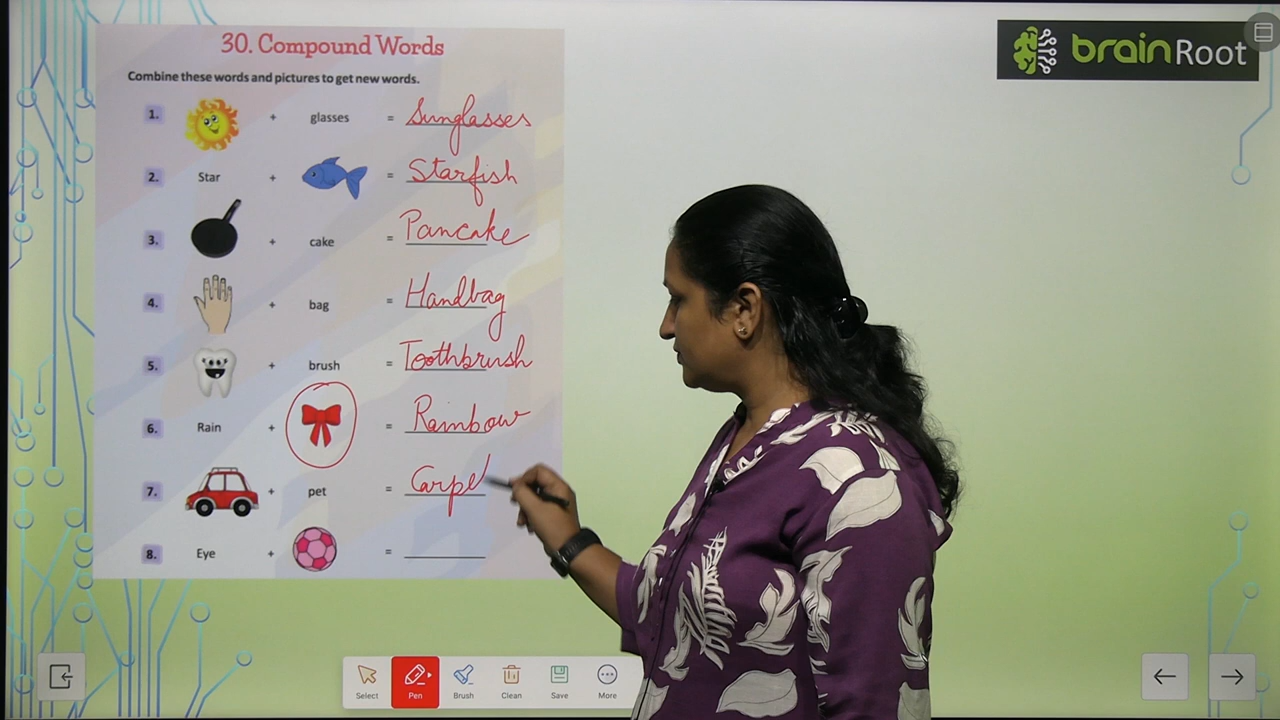 30. Compound Words
brainRoot
Combine these words and pictures to get new words.
1. + glasses = Sunglasses
2. Star + = Starfish
3. + cake = Pancake
4. + bag = Handbag
5. + brush = Toothbrush
6. Rain + = Rainbow
7. + pet = Carpe
8. Eye + =
Select Pen Brush Clean Save More